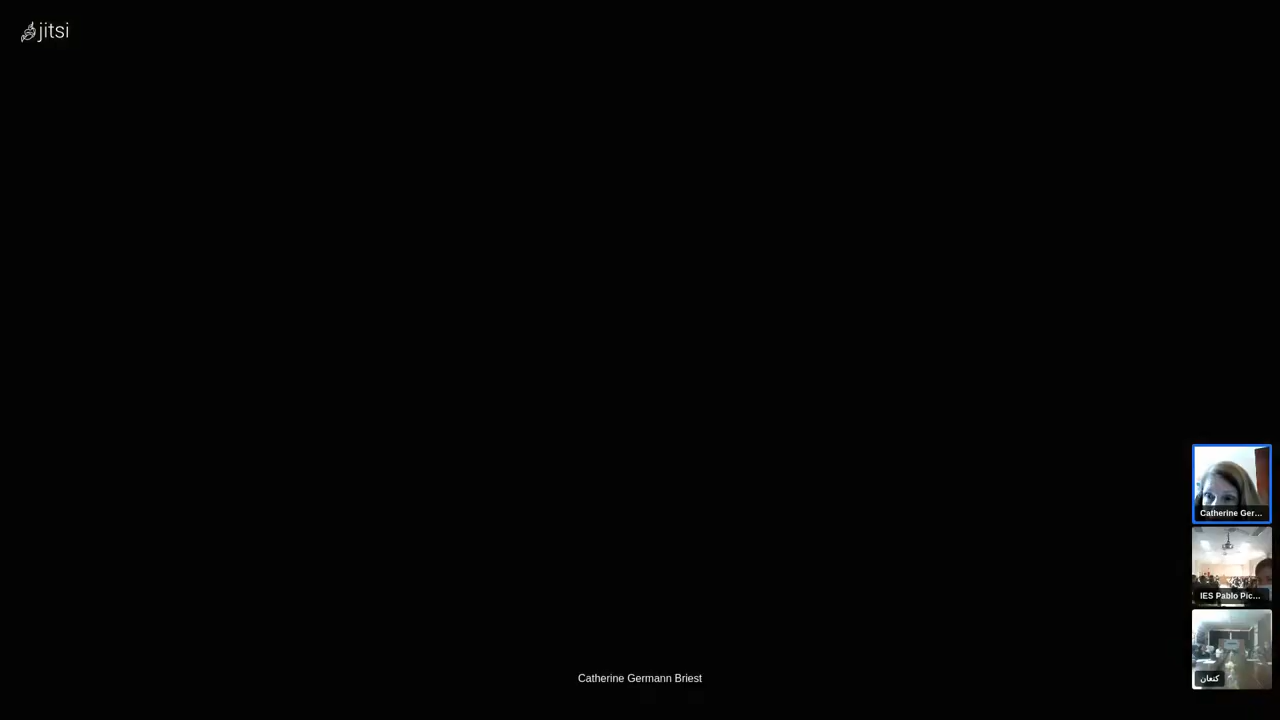 jitsi
Catherine Ger...
IES Pablo Pic...
كنعان
Catherine Germann Briest